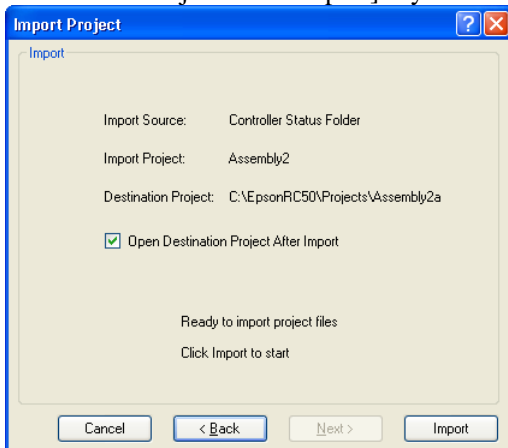 Import Project
Import
Import Source: Controller Status Folder
Import Project: Assembly2
Destination Project: C:\EpsonRC50\Projects\Assembly2a
Open Destination Project After Import
Ready to import project files
Click Import to start
Cancel < Back Next > Import